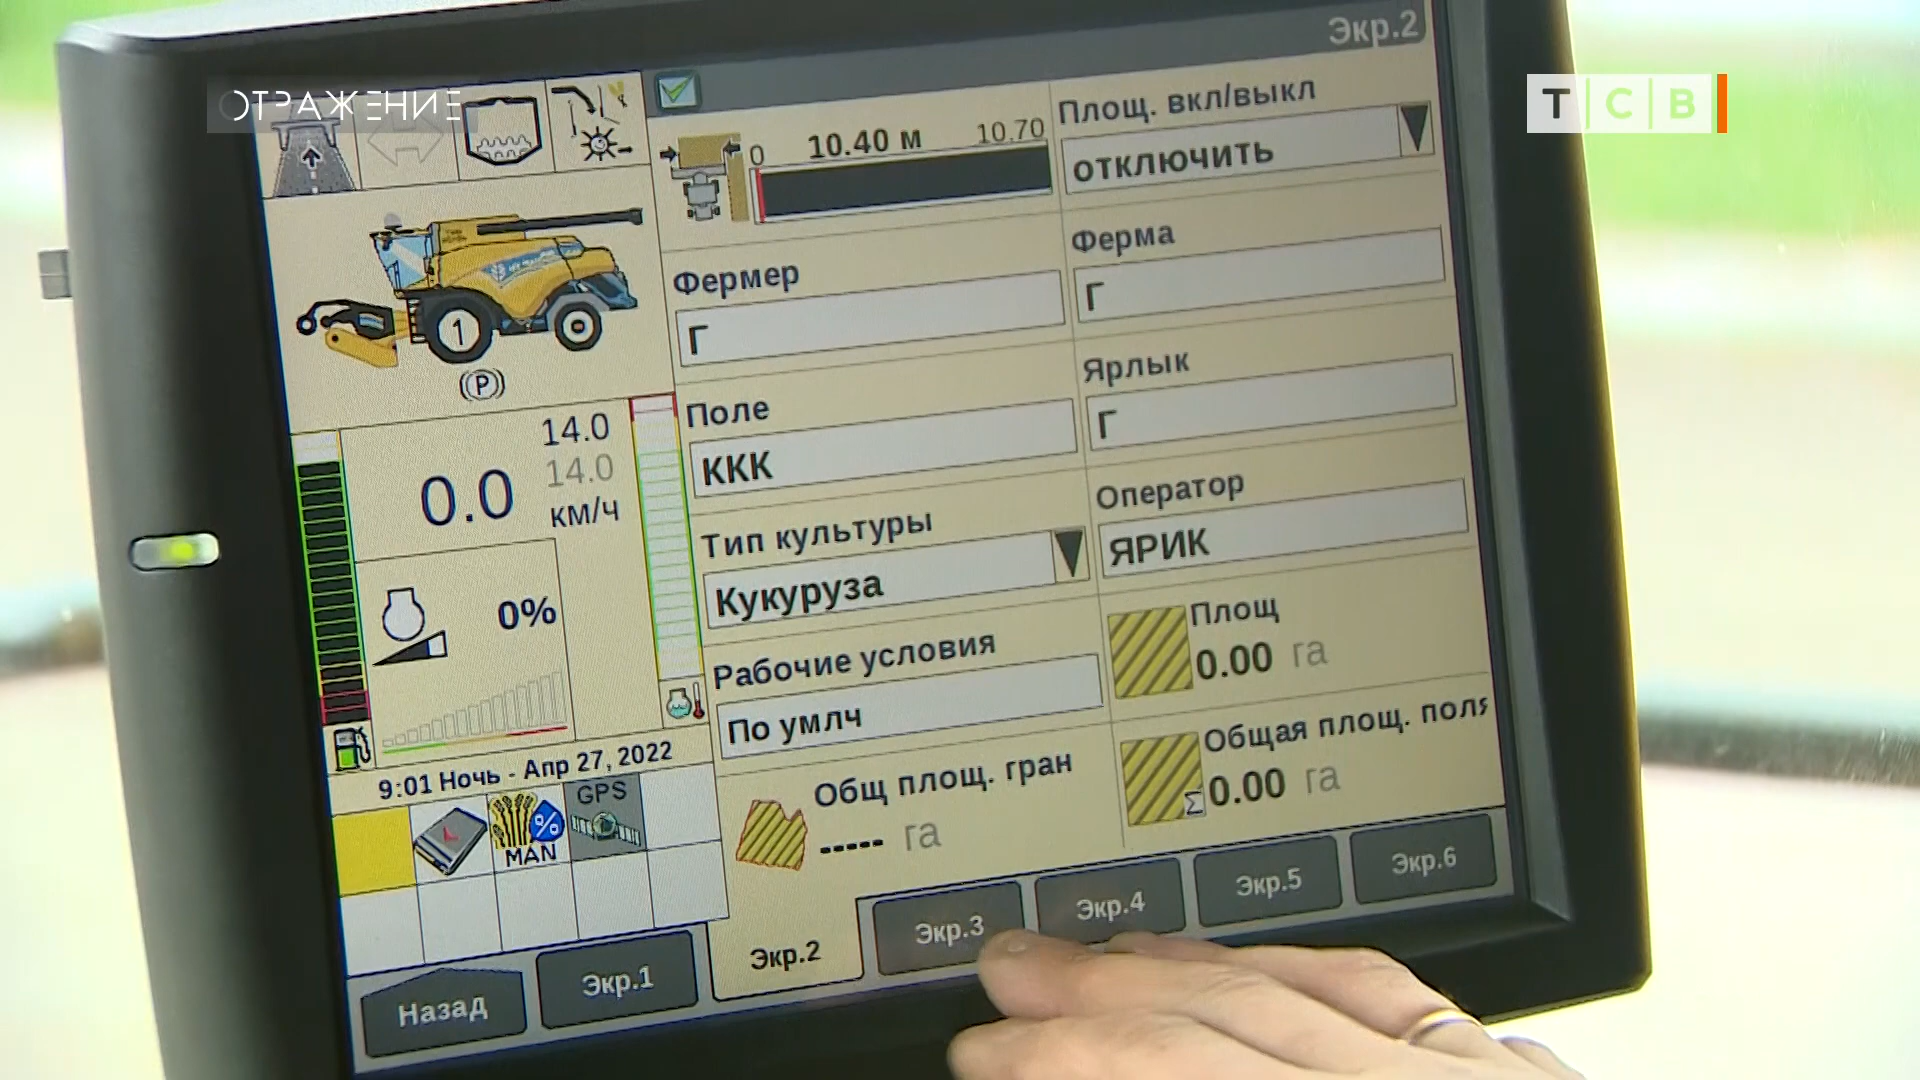 Экр.2
ОТРАЖЕНИЕ
Т С В
0 10.40 м 10.70
Площ. вкл/выкл
отключить
Фермер
Г
Ферма
Г
1
(P)
Поле
ККК
Ярлык
Г
14.0
14.0
0.0
км/ч
Тип культуры
Кукуруза
Оператор
ЯРИК
0%
Рабочие условия
По умлч
Площ
0.00 га
9:01 Ночь - Апр 27, 2022
Общ площ. гран
----- га
Общая площ. поля
Σ 0.00 га
%
MAN
GPS
Назад
Экр.1
Экр.2
Экр.3
Экр.4
Экр.5
Экр.6